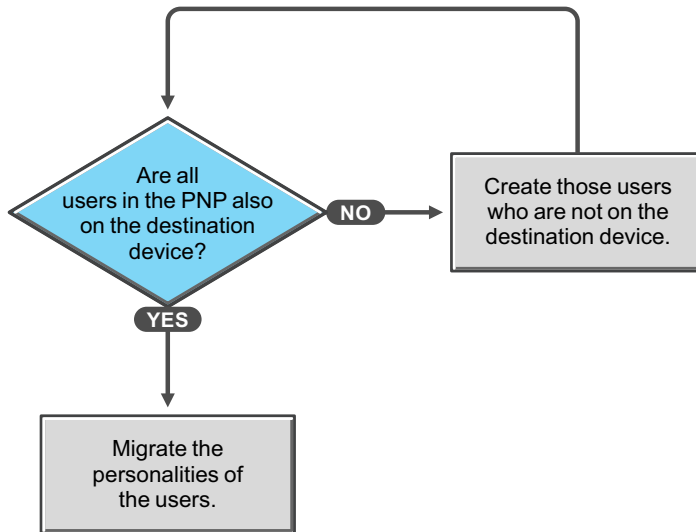 Are all
users in the PNP also
on the destination
device?
NO
Create those users
who are not on the
destination device.
YES
Migrate the
personalities of
the users.